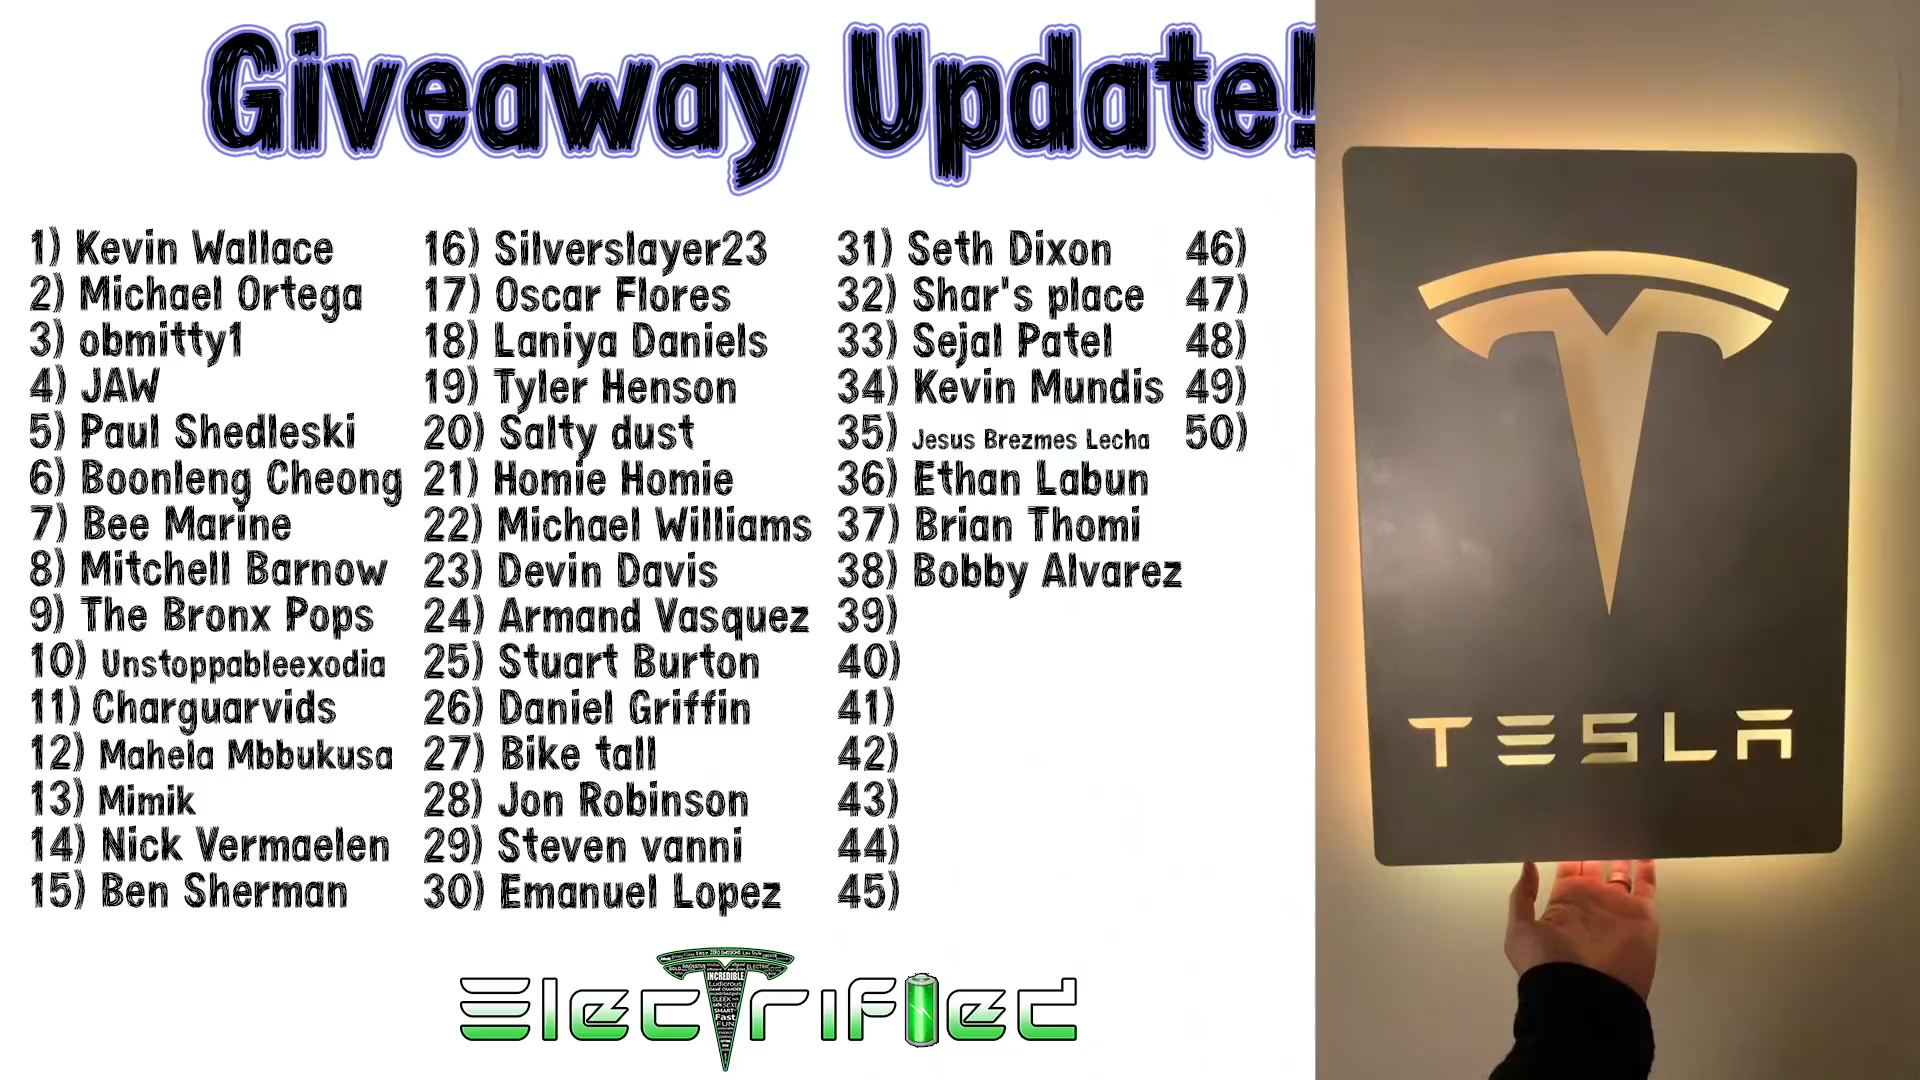 Giveaway Update!
1) Kevin Wallace
2) Michael Ortega
3) obmitty1
4) JAW
5) Paul Shedleski
6) Boonleng Cheong
7) Bee Marine
8) Mitchell Barnow
9) The Bronx Pops
10) Unstoppableexodia
11) Charguarvids
12) Mahela Mbbukusa
13) Mimik
14) Nick Vermaelen
15) Ben Sherman
16) Silverslayer23
17) Oscar Flores
18) Laniya Daniels
19) Tyler Henson
20) Salty dust
21) Homie Homie
22) Michael Williams
23) Devin Davis
24) Armand Vasquez
25) Stuart Burton
26) Daniel Griffin
27) Bike tall
28) Jon Robinson
29) Steven vanni
30) Emanuel Lopez
31) Seth Dixon
32) Shar's place
33) Sejal Patel
34) Kevin Mundis
35) Jesus Brezmes Lecha
36) Ethan Labun
37) Brian Thomi
38) Bobby Alvarez
39)
40)
41)
42)
43)
44)
45)
46)
47)
48)
49)
50)
TESLA
Electrified
INCREDIBLE
Ludicrous
SLEEK
SMART
Fast
FUN